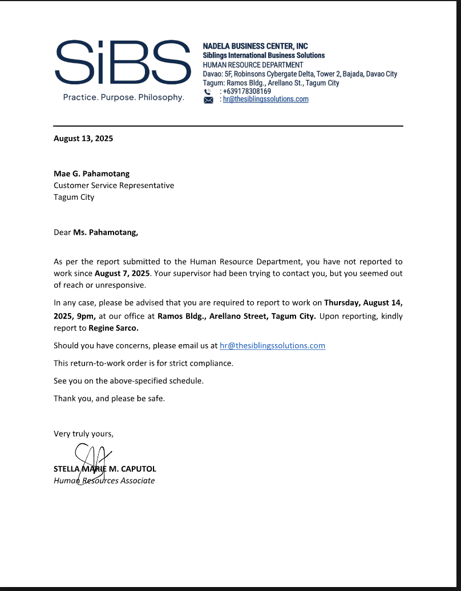 SiBS
Practice. Purpose. Philosophy.
NADELA BUSINESS CENTER, INC
Siblings International Business Solutions
HUMAN RESOURCE DEPARTMENT
Davao: 5F, Robinsons Cybergate Delta, Tower 2, Bajada, Davao City
Tagum: Ramos Bldg., Arellano St., Tagum City
: +639178308169
: hr@thesiblingssolutions.com
August 13, 2025
Mae G. Pahamotang
Customer Service Representative
Tagum City
Dear Ms. Pahamotang,
As per the report submitted to the Human Resource Department, you have not reported to
work since August 7, 2025. Your supervisor had been trying to contact you, but you seemed out
of reach or unresponsive.
In any case, please be advised that you are required to report to work on Thursday, August 14,
2025, 9pm, at our office at Ramos Bldg., Arellano Street, Tagum City. Upon reporting, kindly
report to Regine Sarco.
Should you have concerns, please email us at hr@thesiblingssolutions.com
This return-to-work order is for strict compliance.
See you on the above-specified schedule.
Thank you, and please be safe.
Very truly yours,
STELLA MARIE M. CAPUTOL
Human Resources Associate